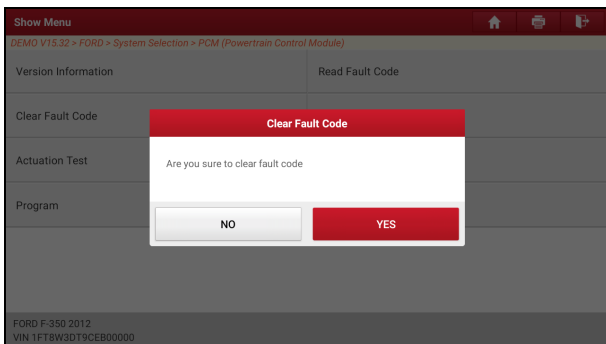 Show Menu
DEMO V15.32 > FORD > System Selection > PCM (Powertrain Control Module)
Version Information
Read Fault Code
Clear Fault Code
Clear Fault Code
Are you sure to clear fault code
Actuation Test
Program
NO
YES
FORD F-350 2012
VIN 1FT8W3DT9CEB00000